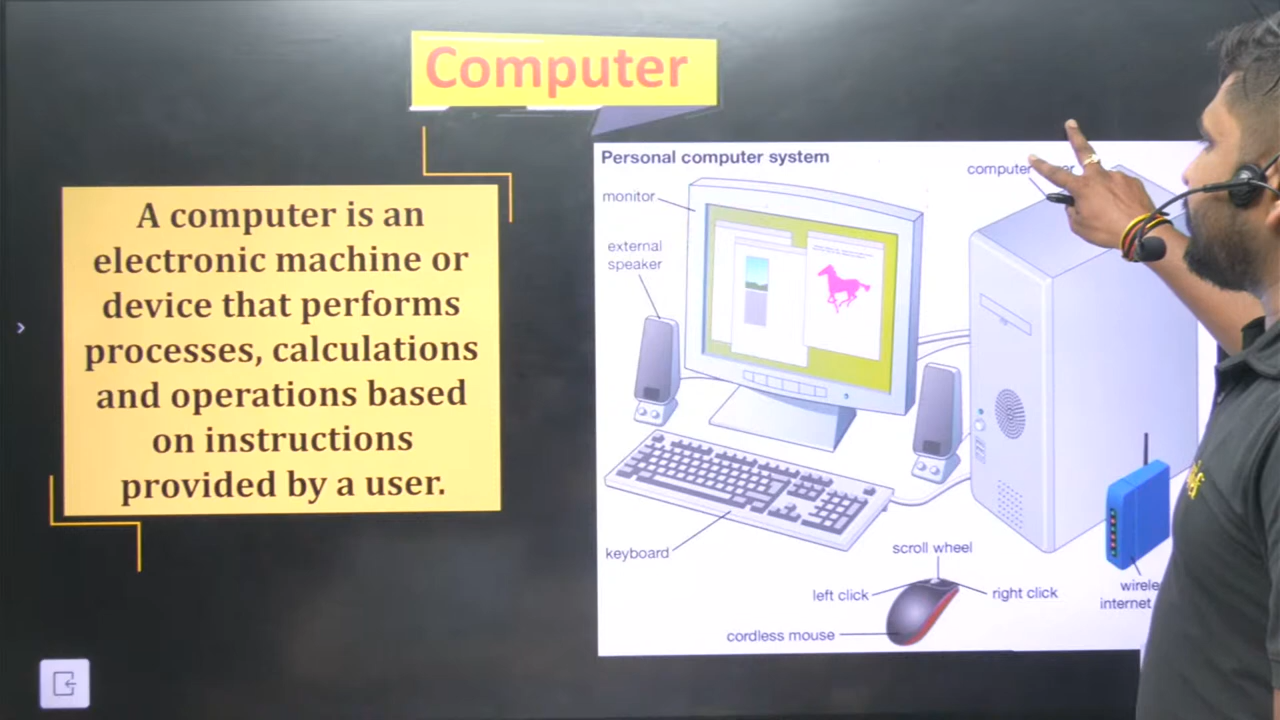 Computer
A computer is an
electronic machine or
device that performs
processes, calculations
and operations based
on instructions
provided by a user.
Personal computer system
monitor
computer
external
speaker
keyboard
scroll wheel
left click
right click
cordless mouse
internet